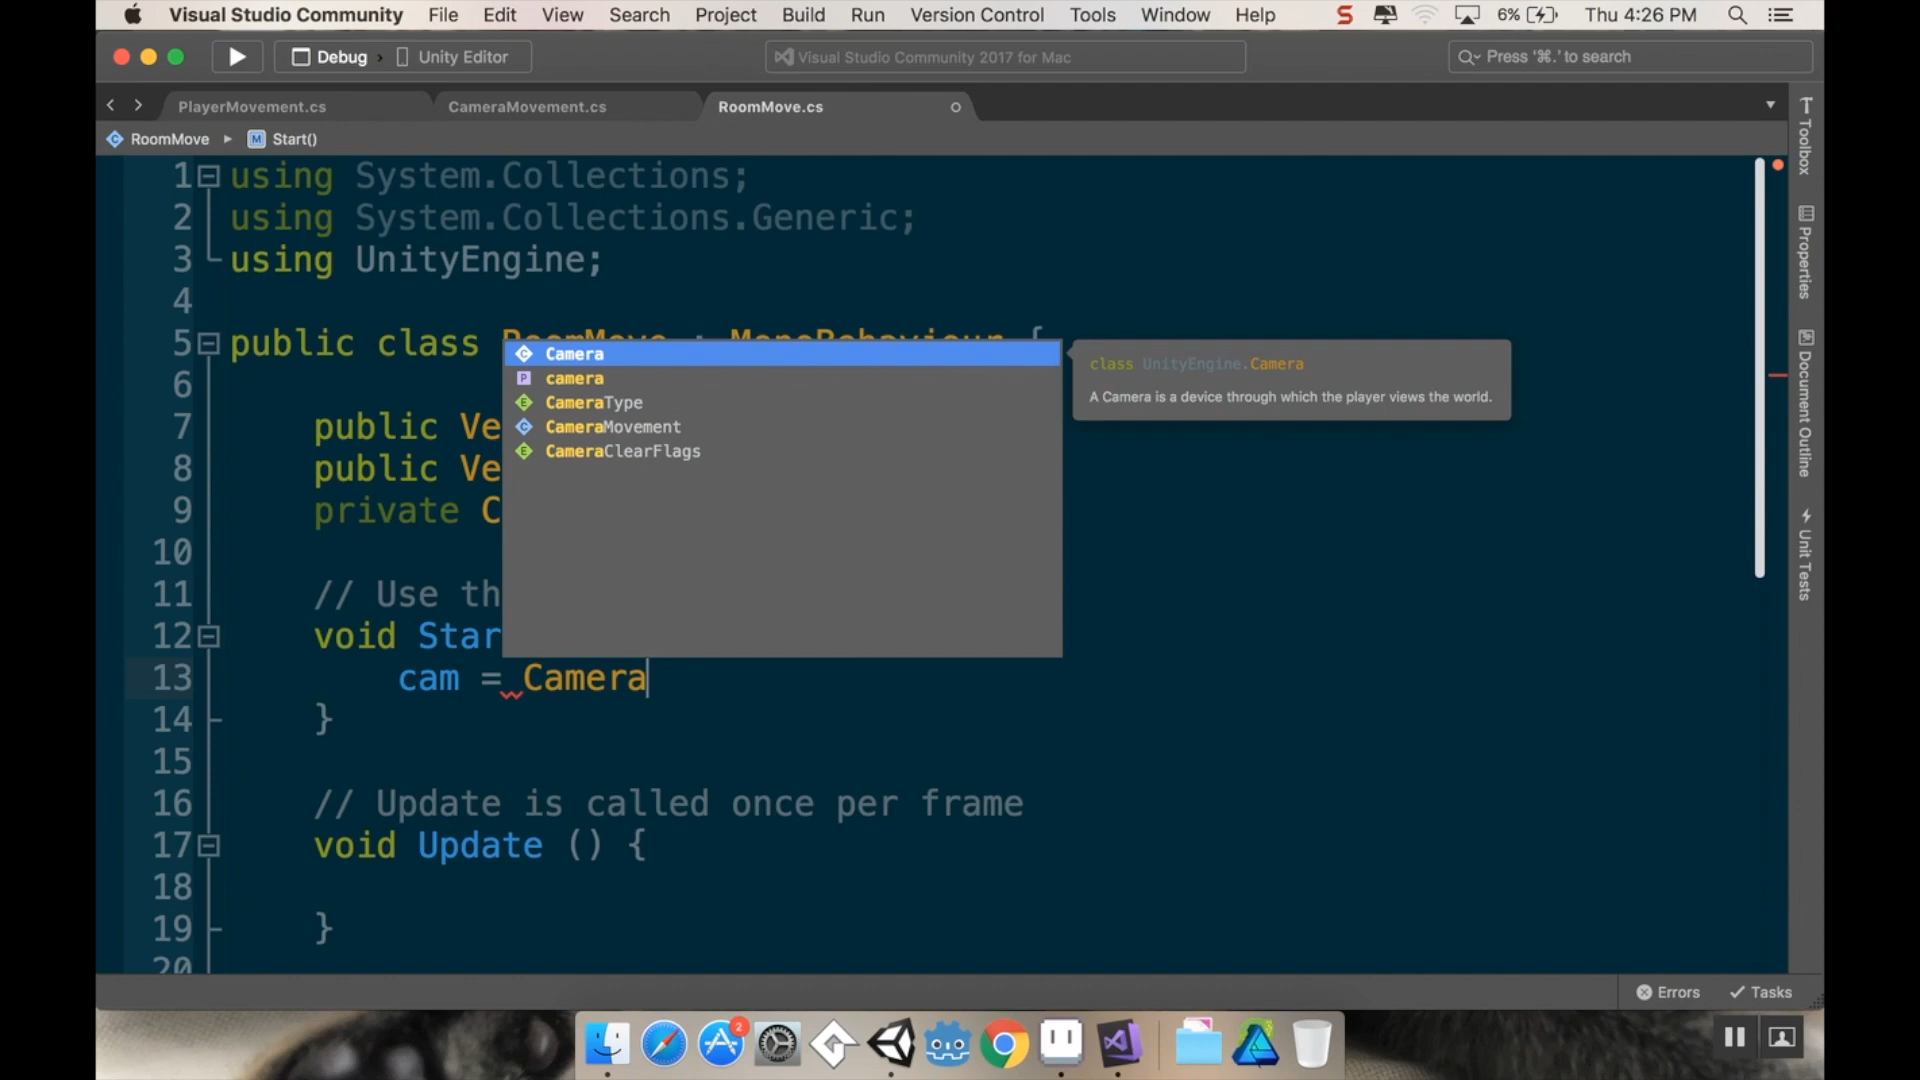 Visual Studio Community File Edit View Search Project Build Run Version Control Tools Window Help S 6% Thu 4:26 PM
Debug > Unity Editor Visual Studio Community 2017 for Mac Press '⌘.' to search
PlayerMovement.cs CameraMovement.cs RoomMove.cs
RoomMove ▸ M Start()
1 using System.Collections;
2 using System.Collections.Generic;
3 using UnityEngine;
4
5 public class RoomMove : MonoBehaviour {
C Camera
class UnityEngine.Camera
P camera
A Camera is a device through which the player views the world.
E CameraType
C CameraMovement
E CameraClearFlags
6
7 public Ve
8 public Ve
9 private C
10
11 // Use th
12 void Star
13 cam = Camera
14 }
15
16 // Update is called once per frame
17 void Update () {
18
19 }
20
Toolbox
Properties
Document Outline
Unit Tests
Errors Tasks
2